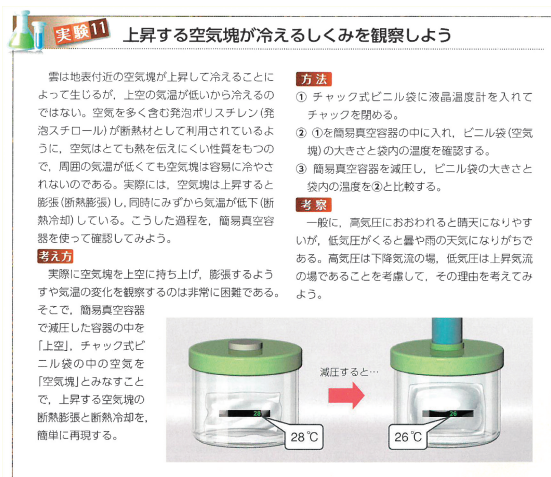 実験11 上昇する空気塊が冷えるしくみを観察しよう
雲は地表付近の空気塊が上昇して冷えることに
よって生じるが，上空の気温が低いから冷えるの
ではない。空気を多く含む発泡ポリスチレン(発
泡スチロール)が断熱材として利用されているよ
うに，空気はとても熱を伝えにくい性質をもつの
で，周囲の気温が低くても空気塊は容易に冷やさ
れないのである。実際には，空気塊は上昇すると
膨張(断熱膨張)し，同時にみずから気温が低下(断
熱冷却)している。こうした過程を，簡易真空容
器を使って確認してみよう。
考え方
実際に空気塊を上空に持ち上げ，膨張するよう
すや気温の変化を観察するのは非常に困難である。
そこで，簡易真空容器
で減圧した容器の中を
「上空」，チャック式ビ
ニル袋の中の空気を
「空気塊」とみなすこと
で，上昇する空気塊の
断熱膨張と断熱冷却を，
簡単に再現する。
方法
① チャック式ビニル袋に液晶温度計を入れて
チャックを閉める。
② ①を簡易真空容器の中に入れ，ビニル袋(空気
塊)の大きさと袋内の温度を確認する。
③ 簡易真空容器を減圧し，ビニル袋の大きさと
袋内の温度を②と比較する。
考察
一般に，高気圧におおわれると晴天になりやす
いが，低気圧がくると曇や雨の天気になりがちで
ある。高気圧は下降気流の場，低気圧は上昇気流
の場であることを考慮して，その理由を考えてみ
よう。
減圧すると…
28
28℃
26
26℃